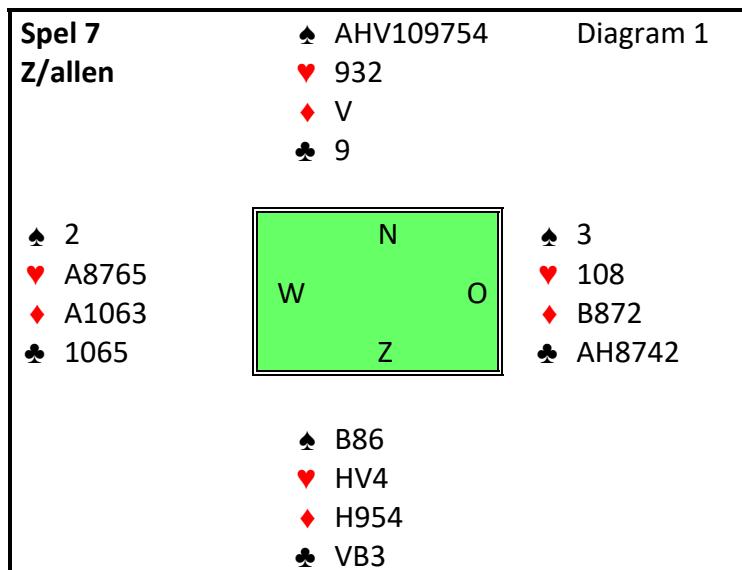 Spel 7 ♠ AHV109754 Diagram 1
Z/allen ♥ 932
♦ V
♣ 9
♠ 2 N ♠ 3
♥ A8765 ♥ 108
W O
♦ A1063 ♦ B872
♣ 1065 Z ♣ AH8742
♠ B86
♥ HV4
♦ H954
♣ VB3